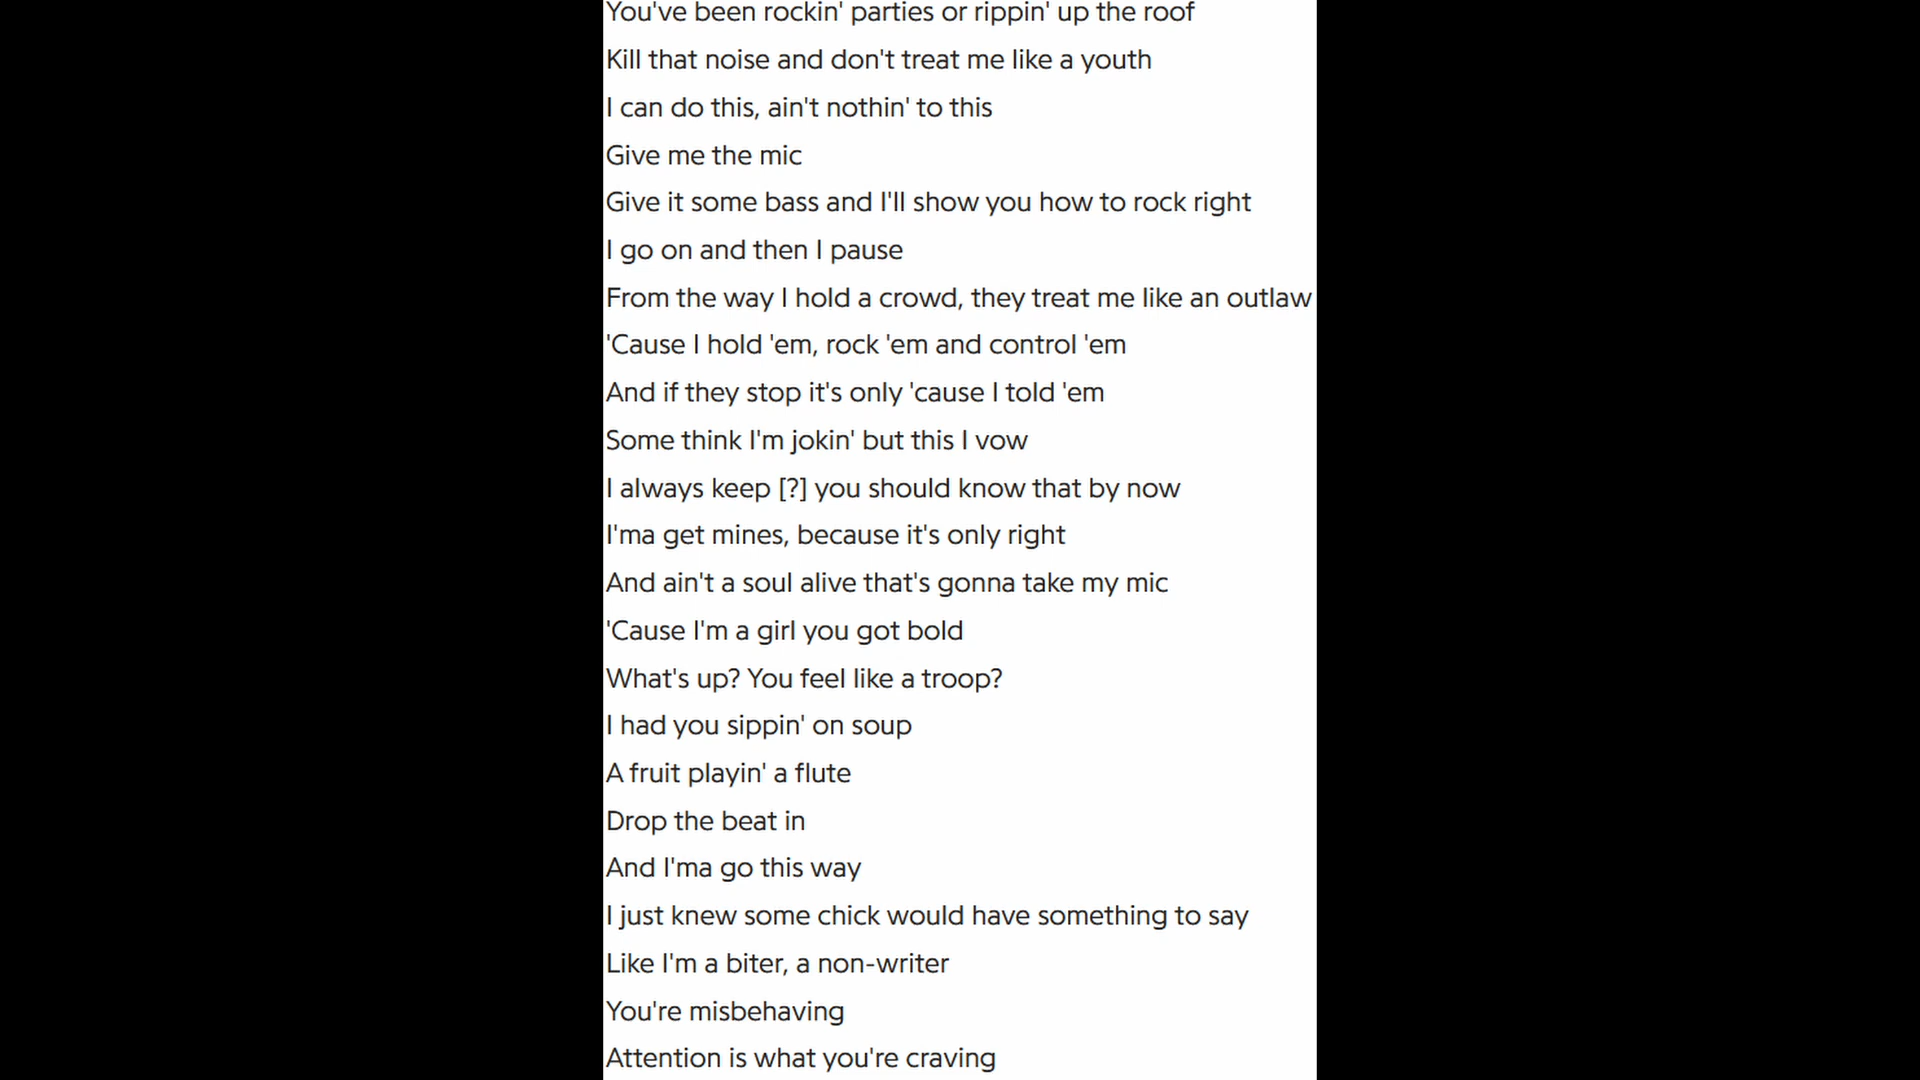 You've been rockin' parties or rippin' up the roof
Kill that noise and don't treat me like a youth
I can do this, ain't nothin' to this
Give me the mic
Give it some bass and I'll show you how to rock right
I go on and then I pause
From the way I hold a crowd, they treat me like an outlaw
'Cause I hold 'em, rock 'em and control 'em
And if they stop it's only 'cause I told 'em
Some think I'm jokin' but this I vow
I always keep [?] you should know that by now
I'ma get mines, because it's only right
And ain't a soul alive that's gonna take my mic
'Cause I'm a girl you got bold
What's up? You feel like a troop?
I had you sippin' on soup
A fruit playin' a flute
Drop the beat in
And I'ma go this way
I just knew some chick would have something to say
Like I'm a biter, a non-writer
You're misbehaving
Attention is what you're craving